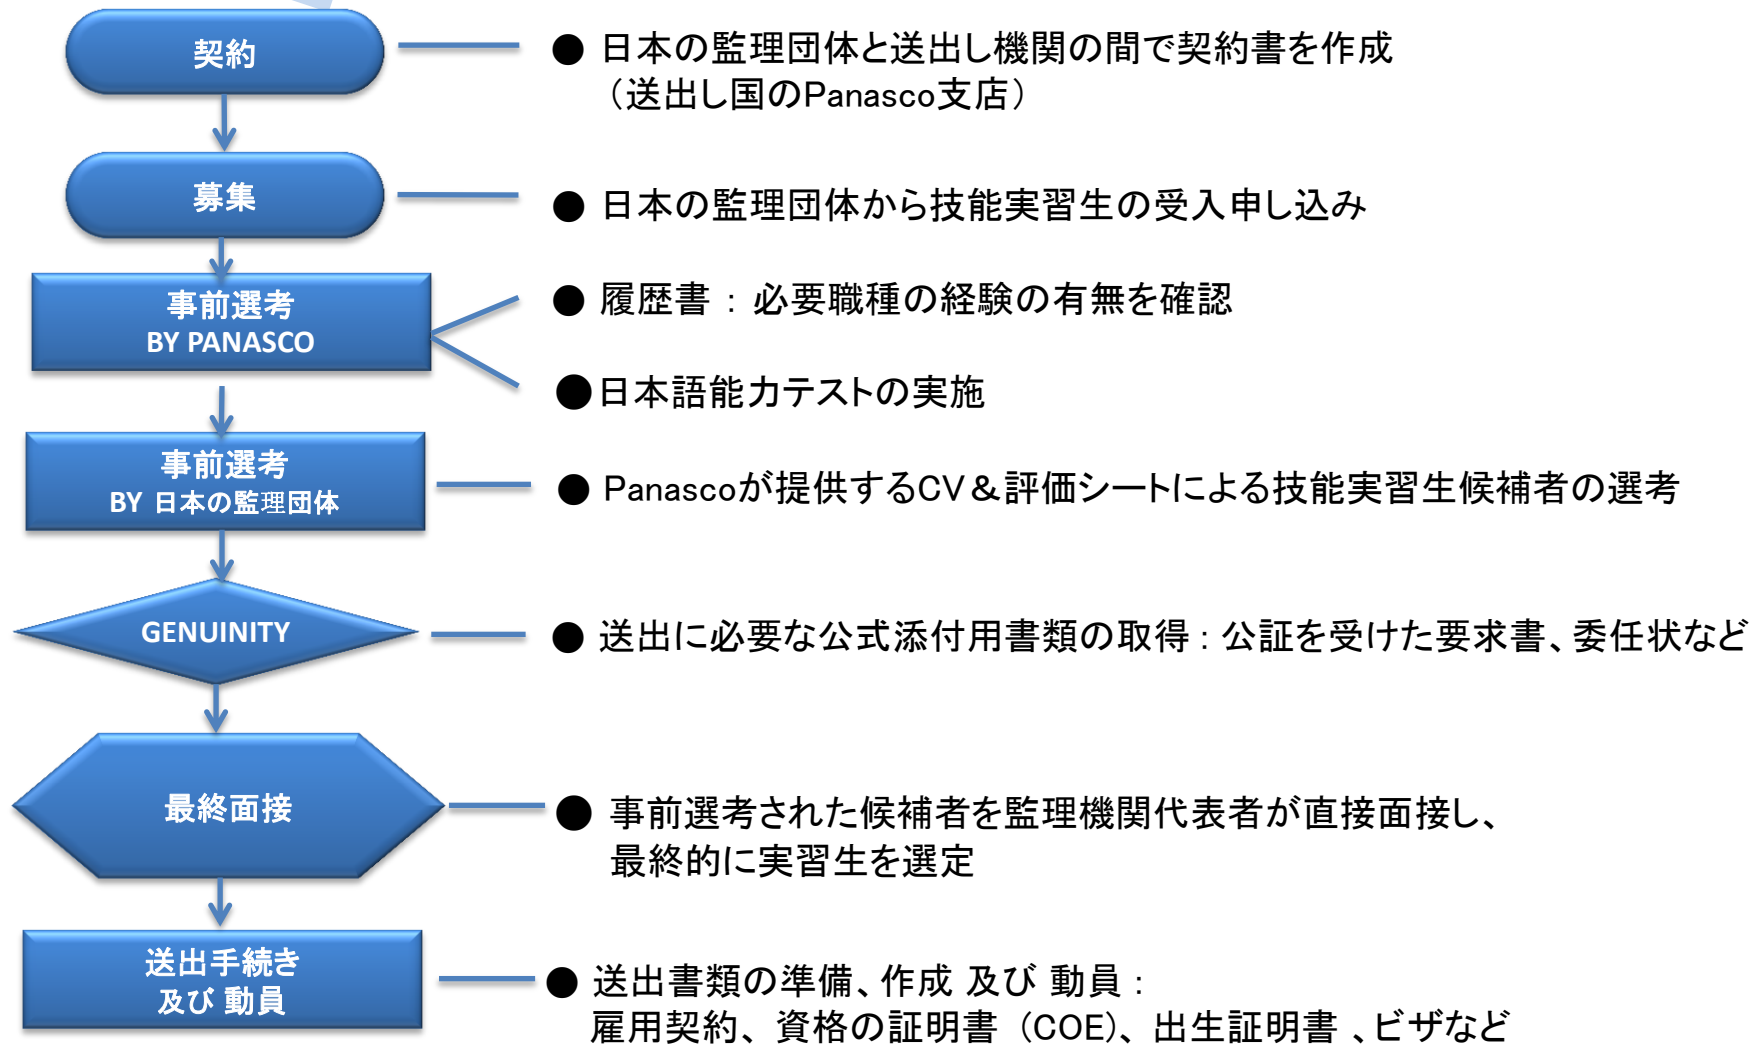 契約
● 日本の監理団体と送出し機関の間で契約書を作成
（送出し国のPanasco支店）
募集
● 日本の監理団体から技能実習生の受入申し込み
事前選考
BY PANASCO
● 履歴書 : 必要職種の経験の有無を確認
●日本語能力テストの実施
事前選考
BY 日本の監理団体
● Panascoが提供するCV＆評価シートによる技能実習生候補者の選考
GENUINITY
● 送出に必要な公式添付用書類の取得 : 公証を受けた要求書、委任状など
最終面接
● 事前選考された候補者を監理機関代表者が直接面接し、
最終的に実習生を選定
送出手続き
及び 動員
● 送出書類の準備、作成 及び 動員 :
雇用契約、資格の証明書 (COE)、出生証明書 、ビザなど